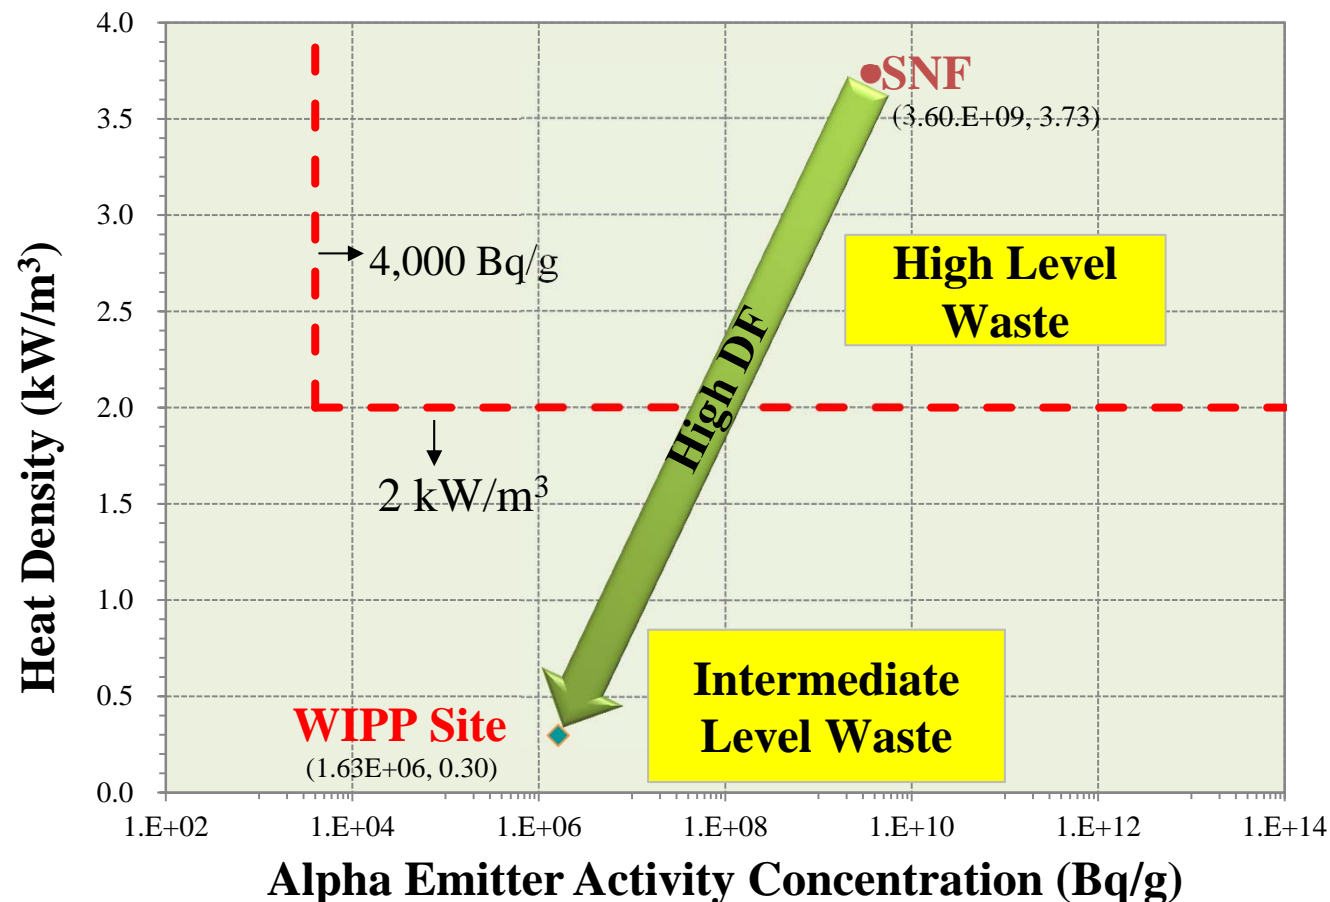 4.0
3.5
3.0
2.5
2.0
1.5
1.0
0.5
0.0
Heat Density (kW/m³)
SNF
(3.60.E+09, 3.73)
4,000 Bq/g
High Level
Waste
High DF
2 kW/m³
Intermediate
Level Waste
WIPP Site
(1.63E+06, 0.30)
1.E+02 1.E+04 1.E+06 1.E+08 1.E+10 1.E+12 1.E+14
Alpha Emitter Activity Concentration (Bq/g)